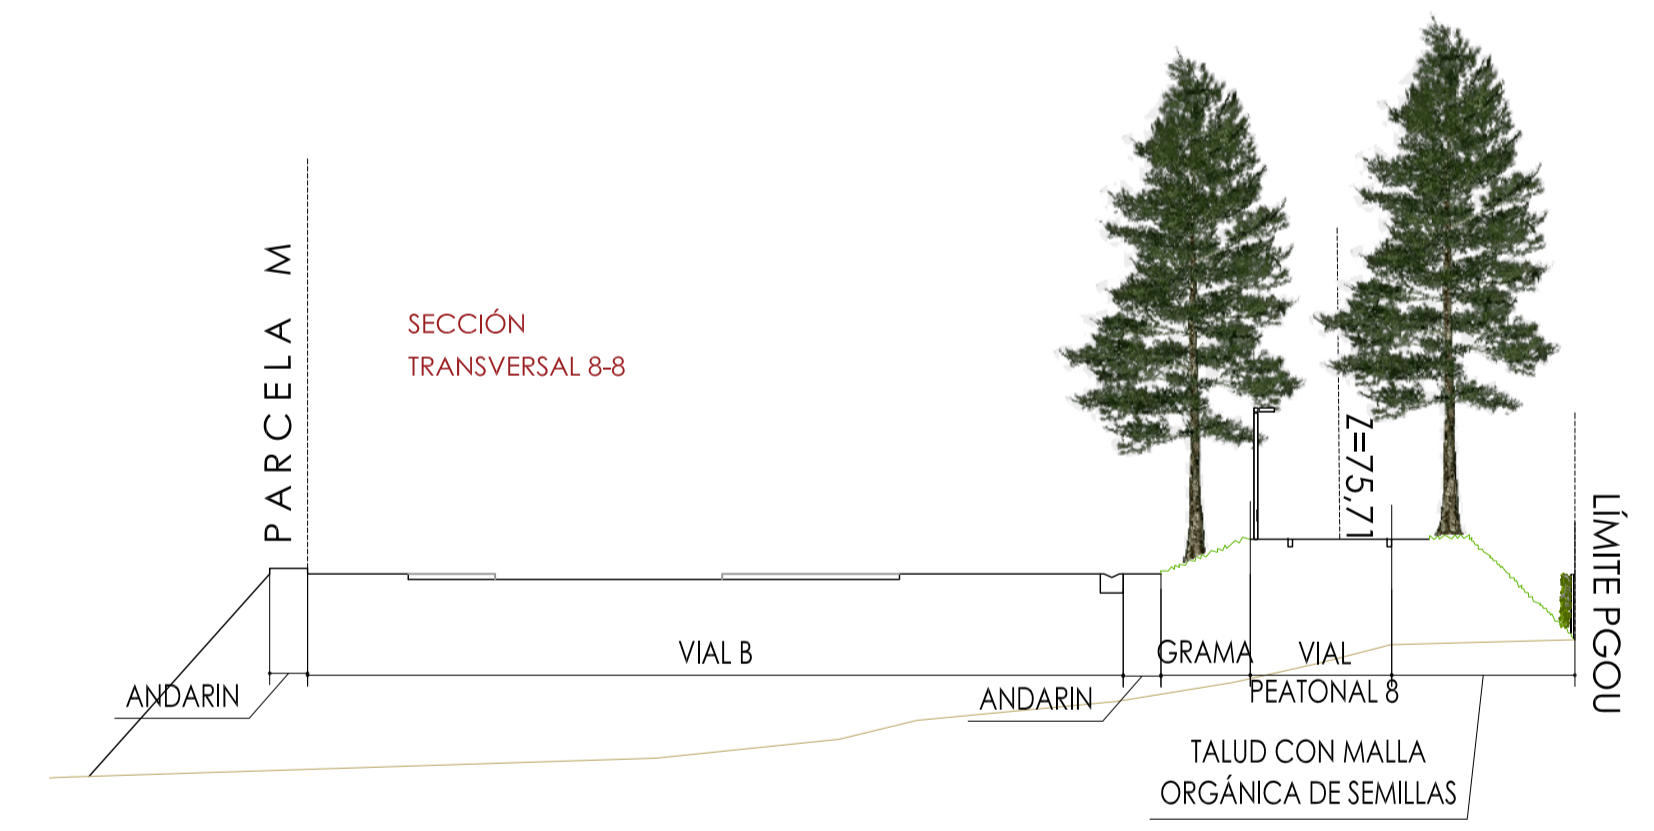 PARCELA M
SECCIÓN
TRANSVERSAL 8-8
Z=75,71
LÍMITE PGOU
VIAL B
GRAMA
VIAL
PEATONAL 8
ANDARIN
ANDARIN
TALUD CON MALLA
ORGÁNICA DE SEMILLAS